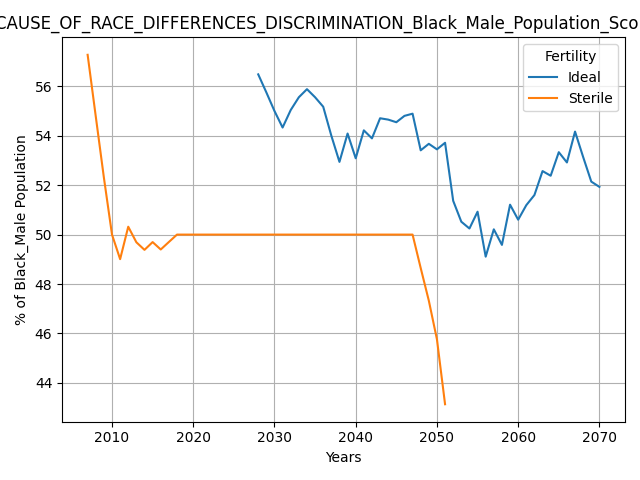 CAUSE_OF_RACE_DIFFERENCES_DISCRIMINATION_Black_Male_Population_Sco
Fertility
Ideal
Sterile
% of Black_Male Population
56
54
52
50
48
46
44
2010 2020 2030 2040 2050 2060 2070
Years